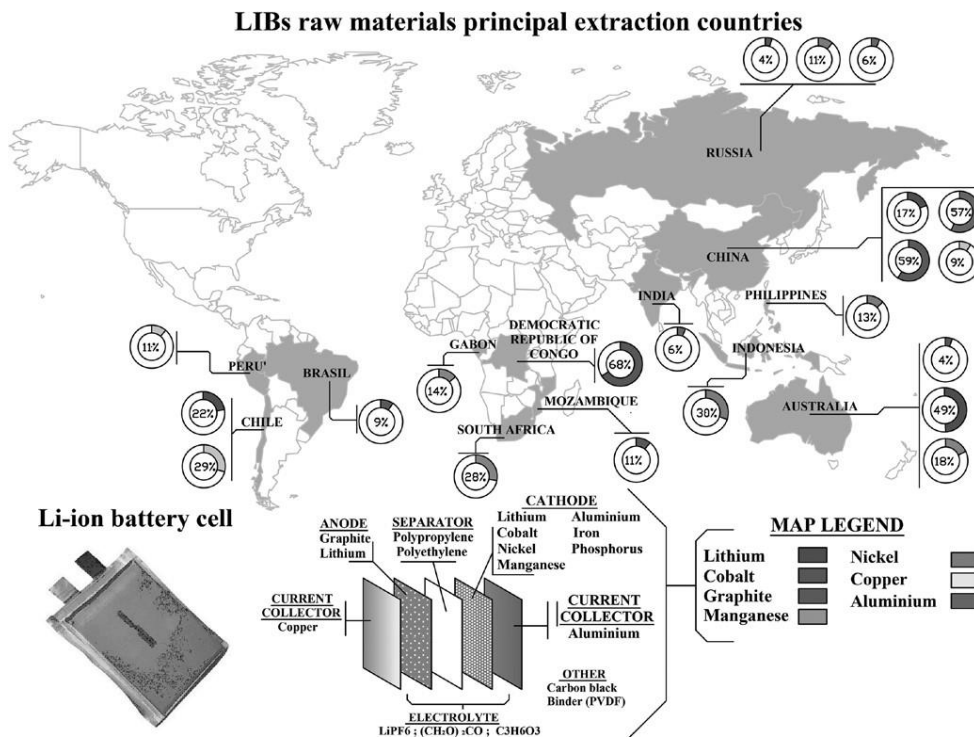 LIBs raw materials principal extraction countries
4% 11% 6%
RUSSIA
17% 57%
CHINA
59% 9%
INDIA
PHILIPPINES
13%
6%
DEMOCRATIC
REPUBLIC OF
CONGO
68%
GABON
14%
INDONESIA
30%
4%
AUSTRALIA
49%
18%
11%
PERU'
BRASIL
9%
22%
CHILE
29%
MOZAMBIQUE
11%
SOUTH AFRICA
28%
Li-ion battery cell
ANODE
Graphite
Lithium
SEPARATOR
Polypropylene
Polyethylene
CATHODE
Lithium Aluminium
Cobalt Iron
Nickel Phosphorus
Manganese
CURRENT
COLLECTOR
Copper
CURRENT
COLLECTOR
Aluminium
OTHER
Carbon black
Binder (PVDF)
ELECTROLYTE
LiPF6 ; (CH2O) 2CO ; C3H6O3
MAP LEGEND
Lithium
Cobalt
Graphite
Manganese
Nickel
Copper
Aluminium